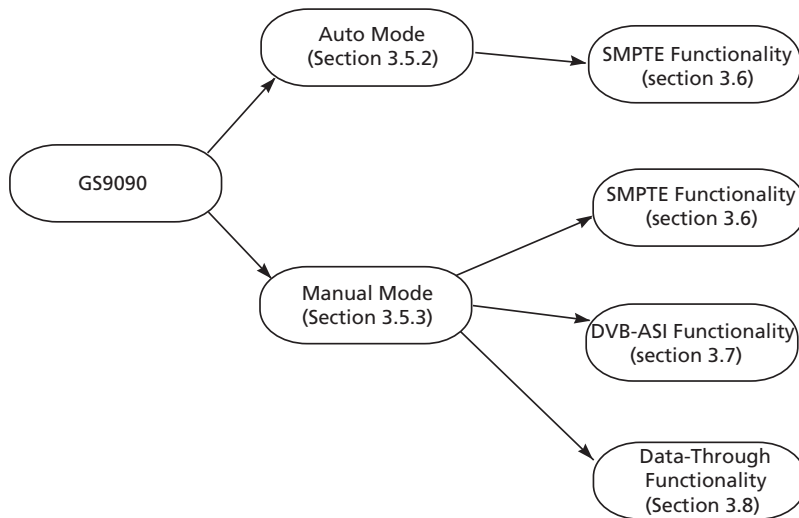 Auto Mode
(Section 3.5.2)
SMPTE Functionality
(section 3.6)
GS9090
SMPTE Functionality
(section 3.6)
Manual Mode
(Section 3.5.3)
DVB-ASI Functionality
(section 3.7)
Data-Through
Functionality
(Section 3.8)